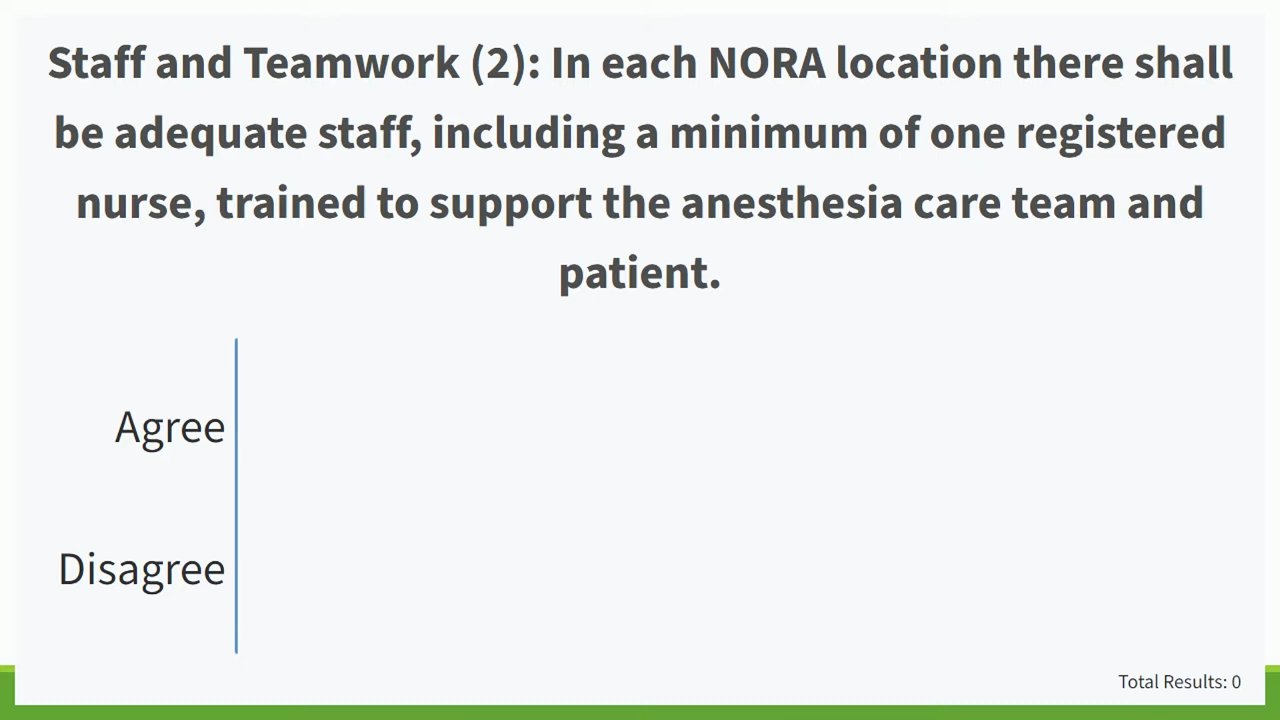 Staff and Teamwork (2): In each NORA location there shall
be adequate staff, including a minimum of one registered
nurse, trained to support the anesthesia care team and
patient.
Agree
Disagree
Total Results: 0